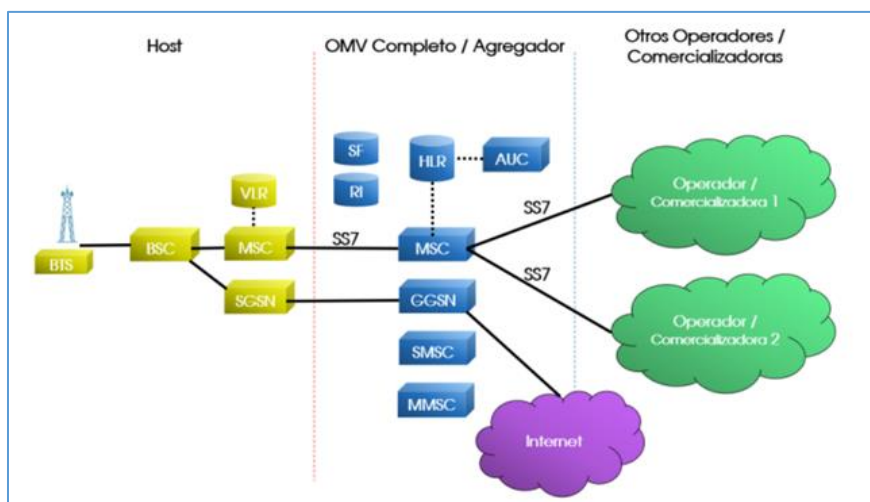 Host
OMV Completo / Agregador
Otros Operadores /
Comercializadoras
SF
HLR
AUC
VLR
RI
Operador /
Comercializadora 1
SS7
BTS
BSC
MSC
SS7
MSC
SS7
SGSN
GGSN
Operador /
Comercializadora 2
SMSC
MMSC
Internet